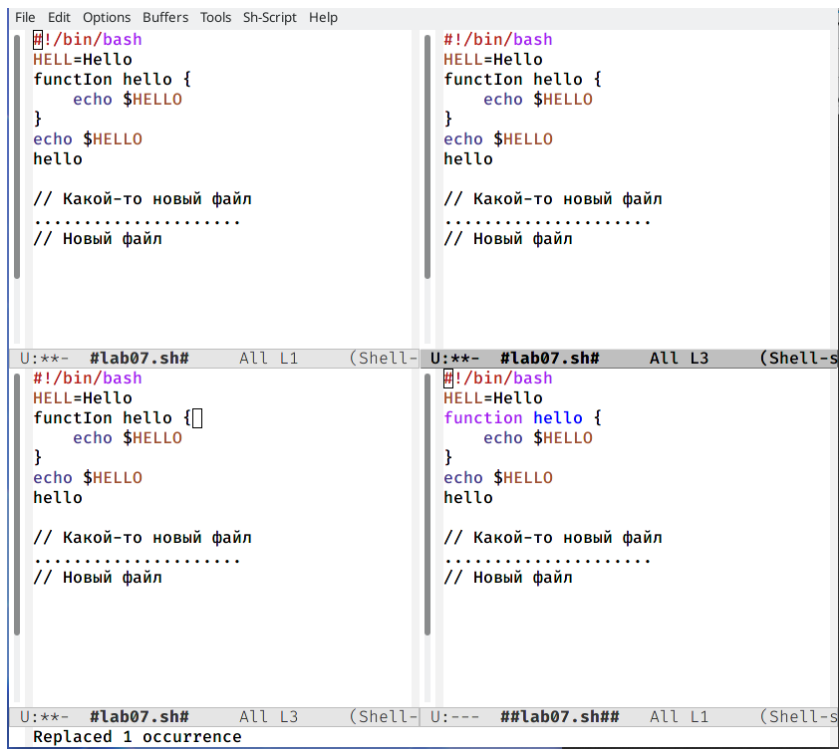 File Edit Options Buffers Tools Sh-Script Help
#!/bin/bash
HELL=Hello
functIon hello {
    echo $HELLO
}
echo $HELLO
hello
// Какой-то новый файл
.....................
// Новый файл
U:**-  #lab07.sh#     All L1     (Shell-
#!/bin/bash
HELL=Hello
functIon hello {
    echo $HELLO
}
echo $HELLO
hello
// Какой-то новый файл
.....................
// Новый файл
U:**-  #lab07.sh#     All L3     (Shell-s
#!/bin/bash
HELL=Hello
functIon hello {
    echo $HELLO
}
echo $HELLO
hello
// Какой-то новый файл
.....................
// Новый файл
U:**-  #lab07.sh#     All L3     (Shell-
#!/bin/bash
HELL=Hello
function hello {
    echo $HELLO
}
echo $HELLO
hello
// Какой-то новый файл
.....................
// Новый файл
U:---  ##lab07.sh##   All L1     (Shell-s
Replaced 1 occurrence